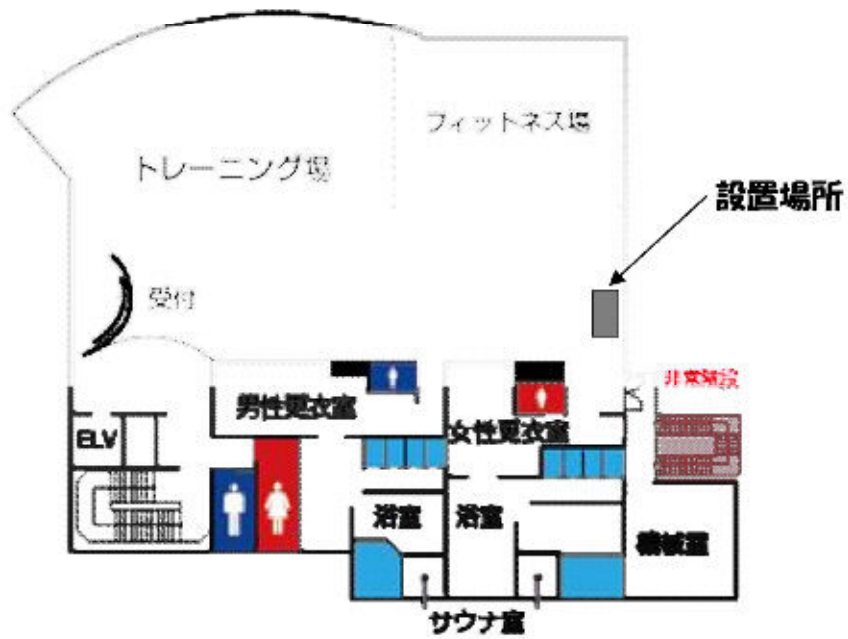 フィットネス場
トレーニング場
設置場所
受付
非常階段
男性更衣室
女性更衣室
ELV
浴室
浴室
機械室
サウナ室